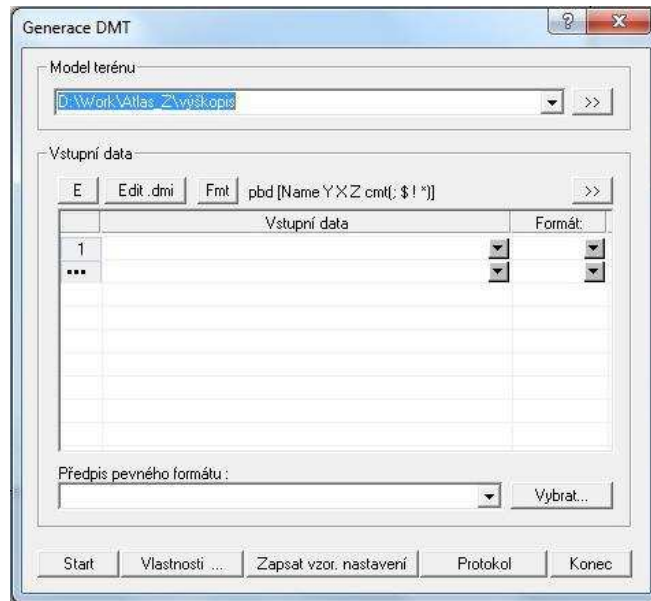 Generace DMT
Model terénu
D:\Work\Atlas_Z\výškopis
>>
Vstupní data
E Edit .dmi Fmt pbd [Name Y X Z cmt(; $ ! *)] >>
Vstupní data Formát:
1
•••
Předpis pevného formátu :
Vybrat...
Start Vlastnosti ... Zapsat vzor. nastavení Protokol Konec